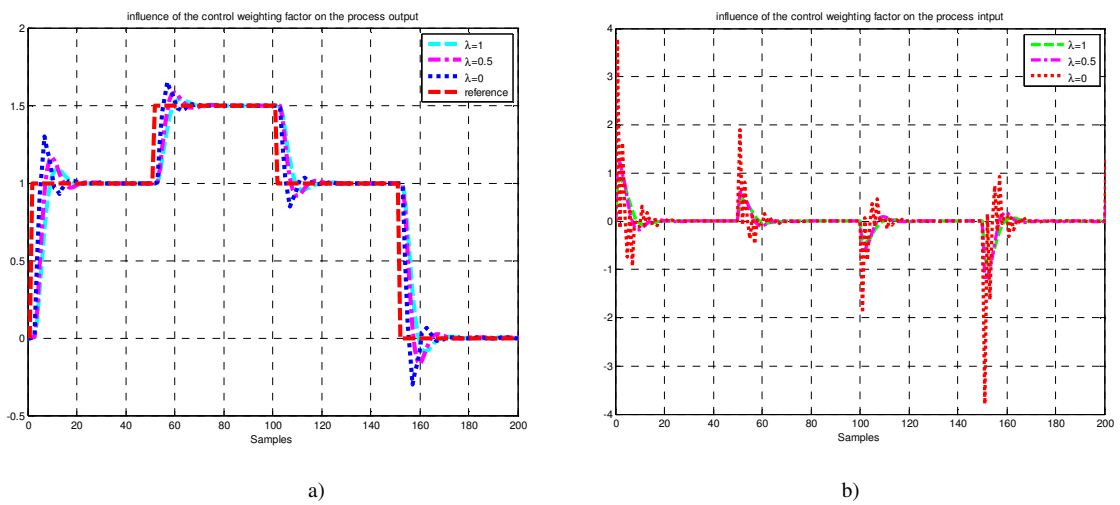 influence of the control weighting factor on the process output
2
1.5
1
0.5
0
-0.5
0 20 40 60 80 100 120 140 160 180 200
Samples
λ=1
λ=0.5
λ=0
reference
a)
influence of the control weighting factor on the process intput
4
3
2
1
0
-1
-2
-3
-4
0 20 40 60 80 100 120 140 160 180 200
Samples
λ=1
λ=0.5
λ=0
b)